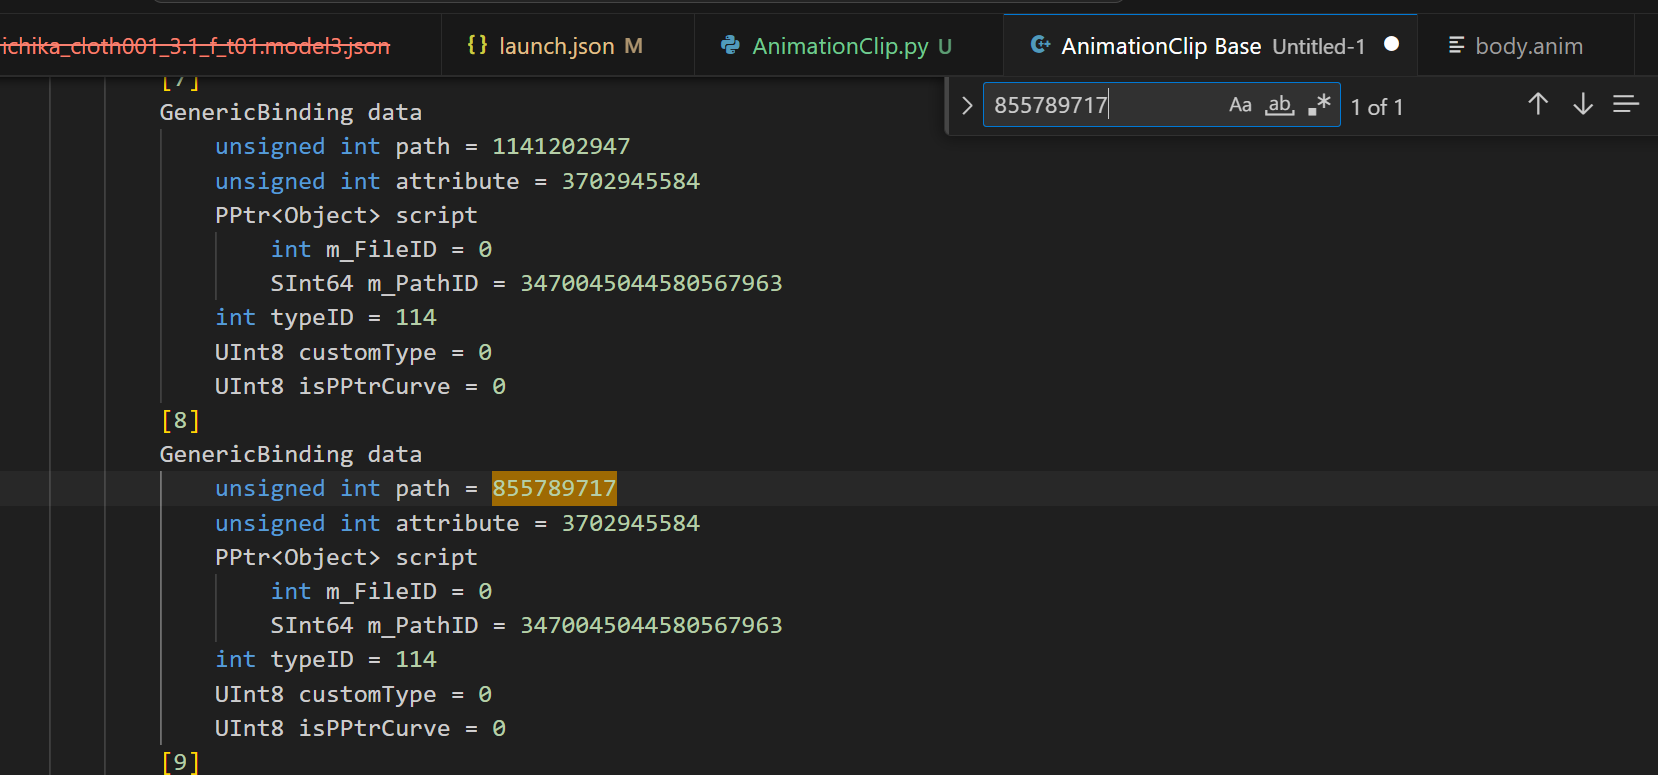 ichika_cloth001_3.1_f_t01.model3.json
{} launch.json M
AnimationClip.py U
AnimationClip Base Untitled-1
body.anim
855789717
Aa ab .* 1 of 1
[7]
GenericBinding data
unsigned int path = 1141202947
unsigned int attribute = 3702945584
PPtr<Object> script
int m_FileID = 0
SInt64 m_PathID = 3470045044580567963
int typeID = 114
UInt8 customType = 0
UInt8 isPPtrCurve = 0
[8]
GenericBinding data
unsigned int path = 855789717
unsigned int attribute = 3702945584
PPtr<Object> script
int m_FileID = 0
SInt64 m_PathID = 3470045044580567963
int typeID = 114
UInt8 customType = 0
UInt8 isPPtrCurve = 0
[9]